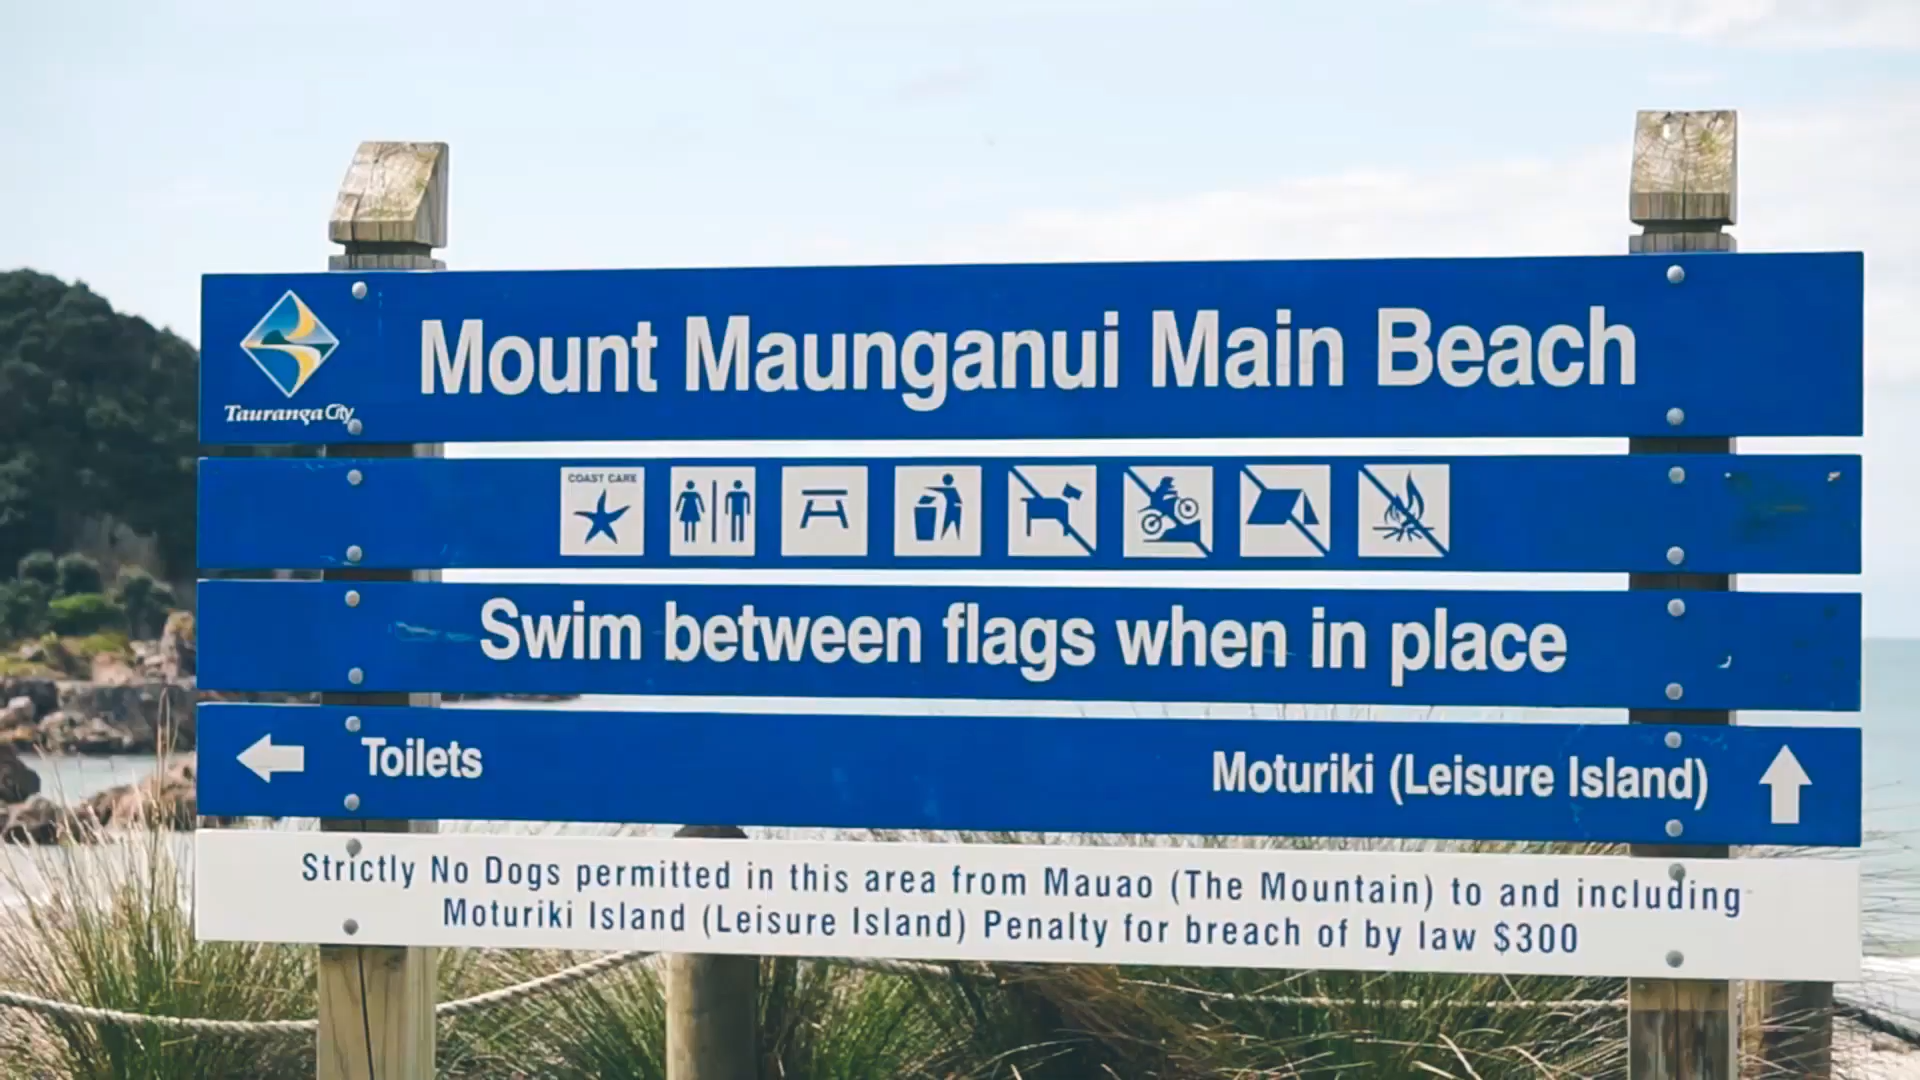 Mount Maunganui Main Beach
Tauranga City
COAST CARE
Swim between flags when in place
Toilets
Moturiki (Leisure Island)
Strictly No Dogs permitted in this area from Mauao (The Mountain) to and including
Moturiki Island (Leisure Island) Penalty for breach of by law $300